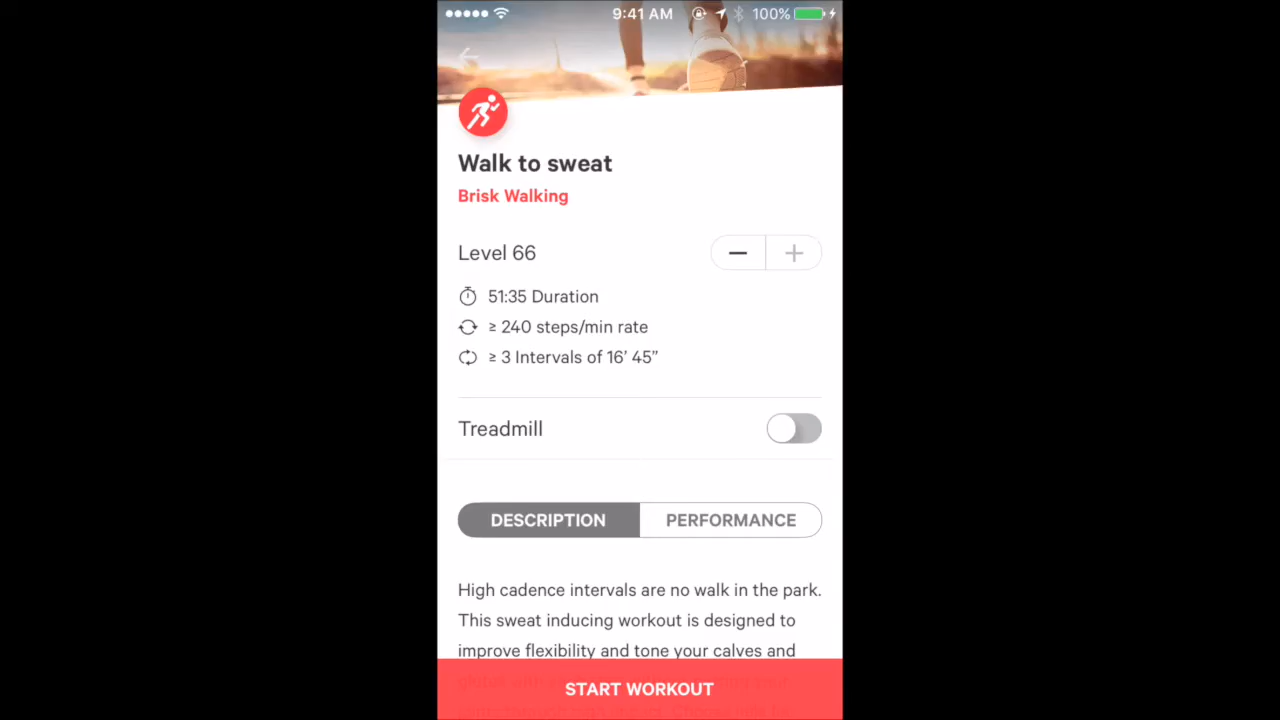 9:41 AM 100%
Walk to sweat
Brisk Walking
Level 66
51:35 Duration
≥ 240 steps/min rate
≥ 3 Intervals of 16’ 45”
Treadmill
DESCRIPTION PERFORMANCE
High cadence intervals are no walk in the park.
This sweat inducing workout is designed to
improve flexibility and tone your calves and
START WORKOUT